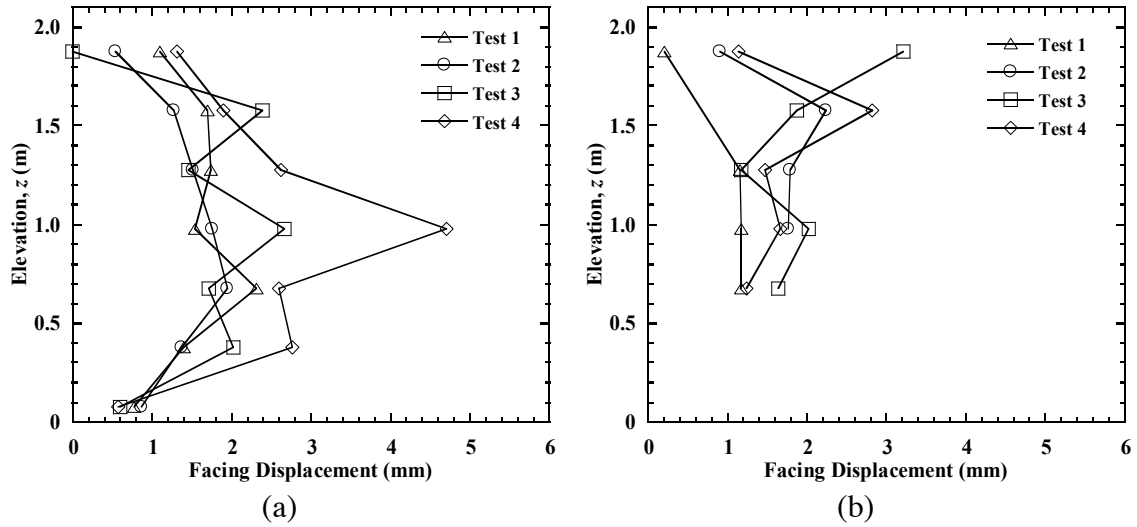 2.0
1.5
1.0
0.5
0
Elevation, z (m)
0 1 2 3 4 5 6
Facing Displacement (mm)
Test 1
Test 2
Test 3
Test 4
(a)
2.0
1.5
1.0
0.5
0
Elevation, z (m)
0 1 2 3 4 5 6
Facing Displacement (mm)
Test 1
Test 2
Test 3
Test 4
(b)